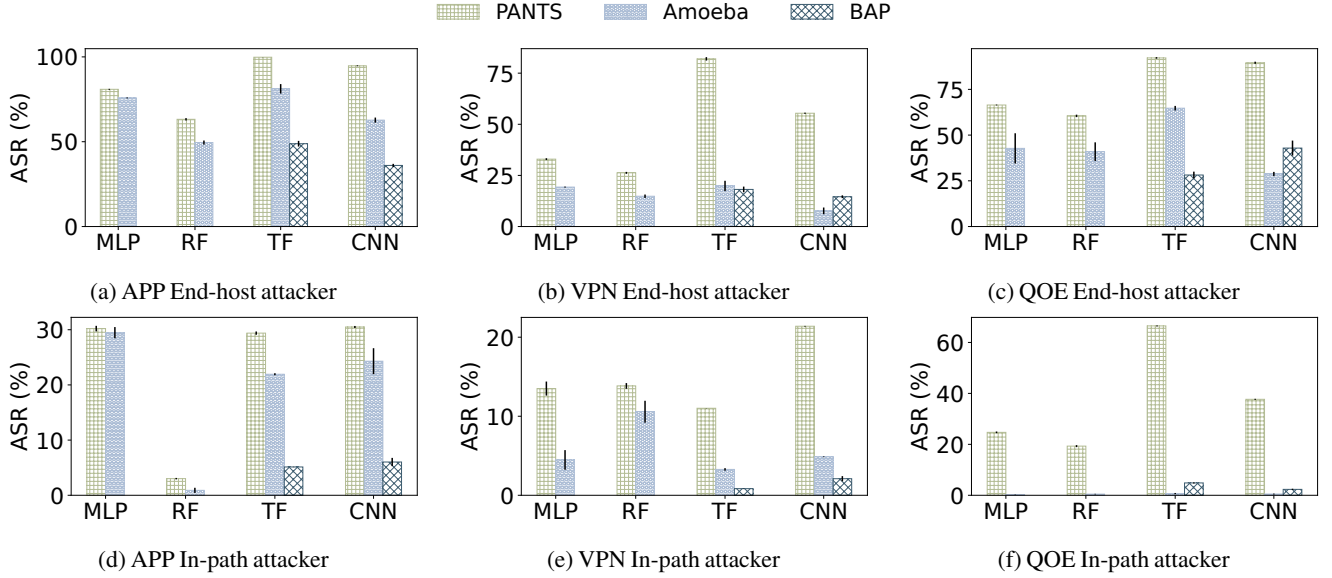 PANTS Amoeba BAP
ASR (%)
100
50
0
MLP RF TF CNN
(a) APP End-host attacker
ASR (%)
75
50
25
0
MLP RF TF CNN
(b) VPN End-host attacker
ASR (%)
75
50
25
0
MLP RF TF CNN
(c) QOE End-host attacker
ASR (%)
30
20
10
0
MLP RF TF CNN
(d) APP In-path attacker
ASR (%)
20
10
0
MLP RF TF CNN
(e) VPN In-path attacker
ASR (%)
60
40
20
0
MLP RF TF CNN
(f) QOE In-path attacker